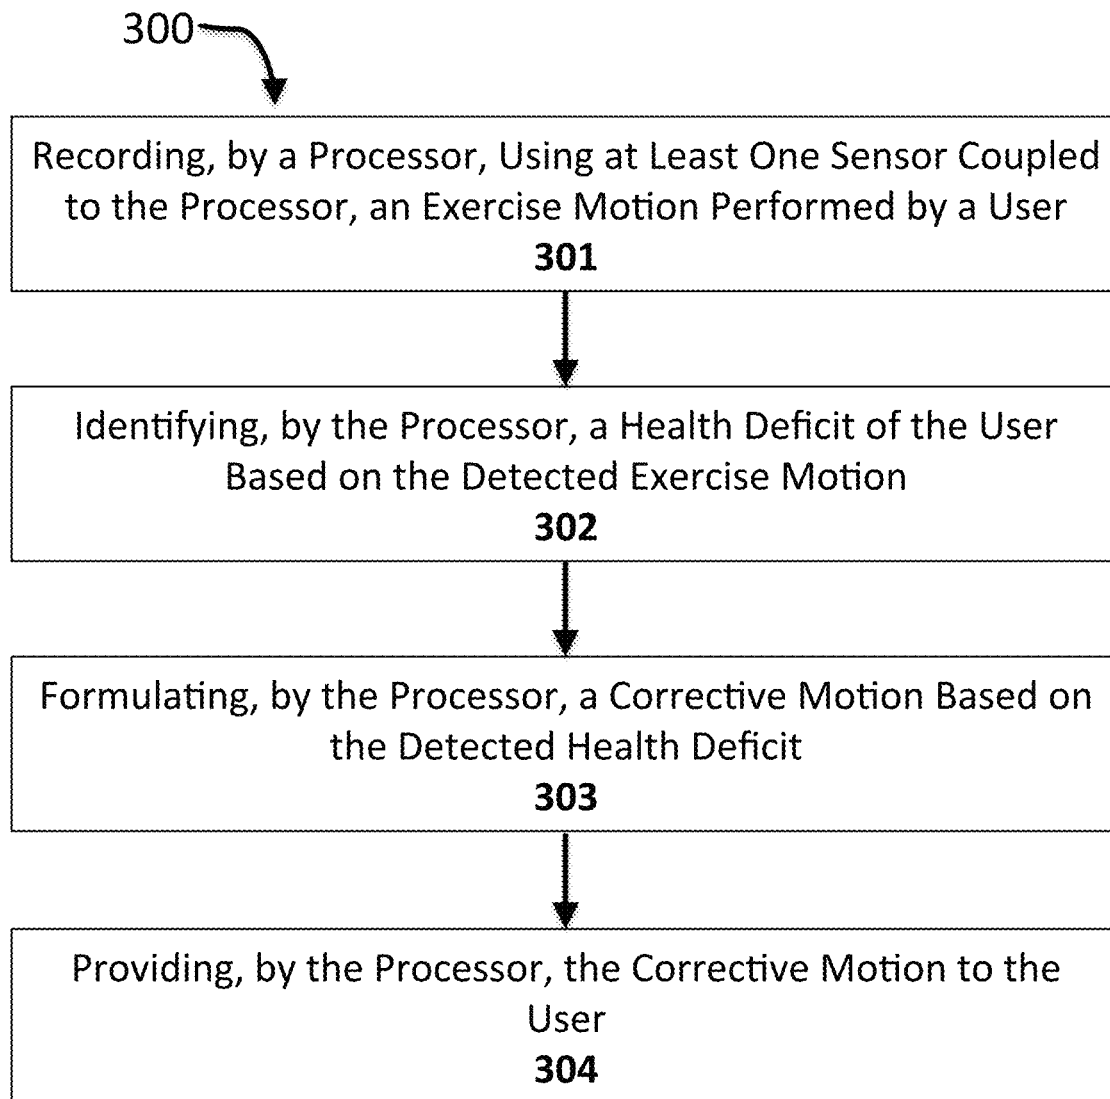 300
Recording, by a Processor, Using at Least One Sensor Coupled
to the Processor, an Exercise Motion Performed by a User
301
Identifying, by the Processor, a Health Deficit of the User
Based on the Detected Exercise Motion
302
Formulating, by the Processor, a Corrective Motion Based on
the Detected Health Deficit
303
Providing, by the Processor, the Corrective Motion to the
User
304